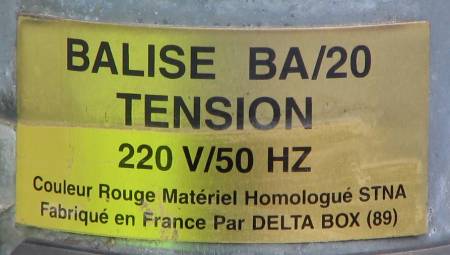 BALISE BA/20
TENSION
220 V/50 HZ
Couleur Rouge Matériel Homologué STNA
Fabriqué en France Par DELTA BOX (89)